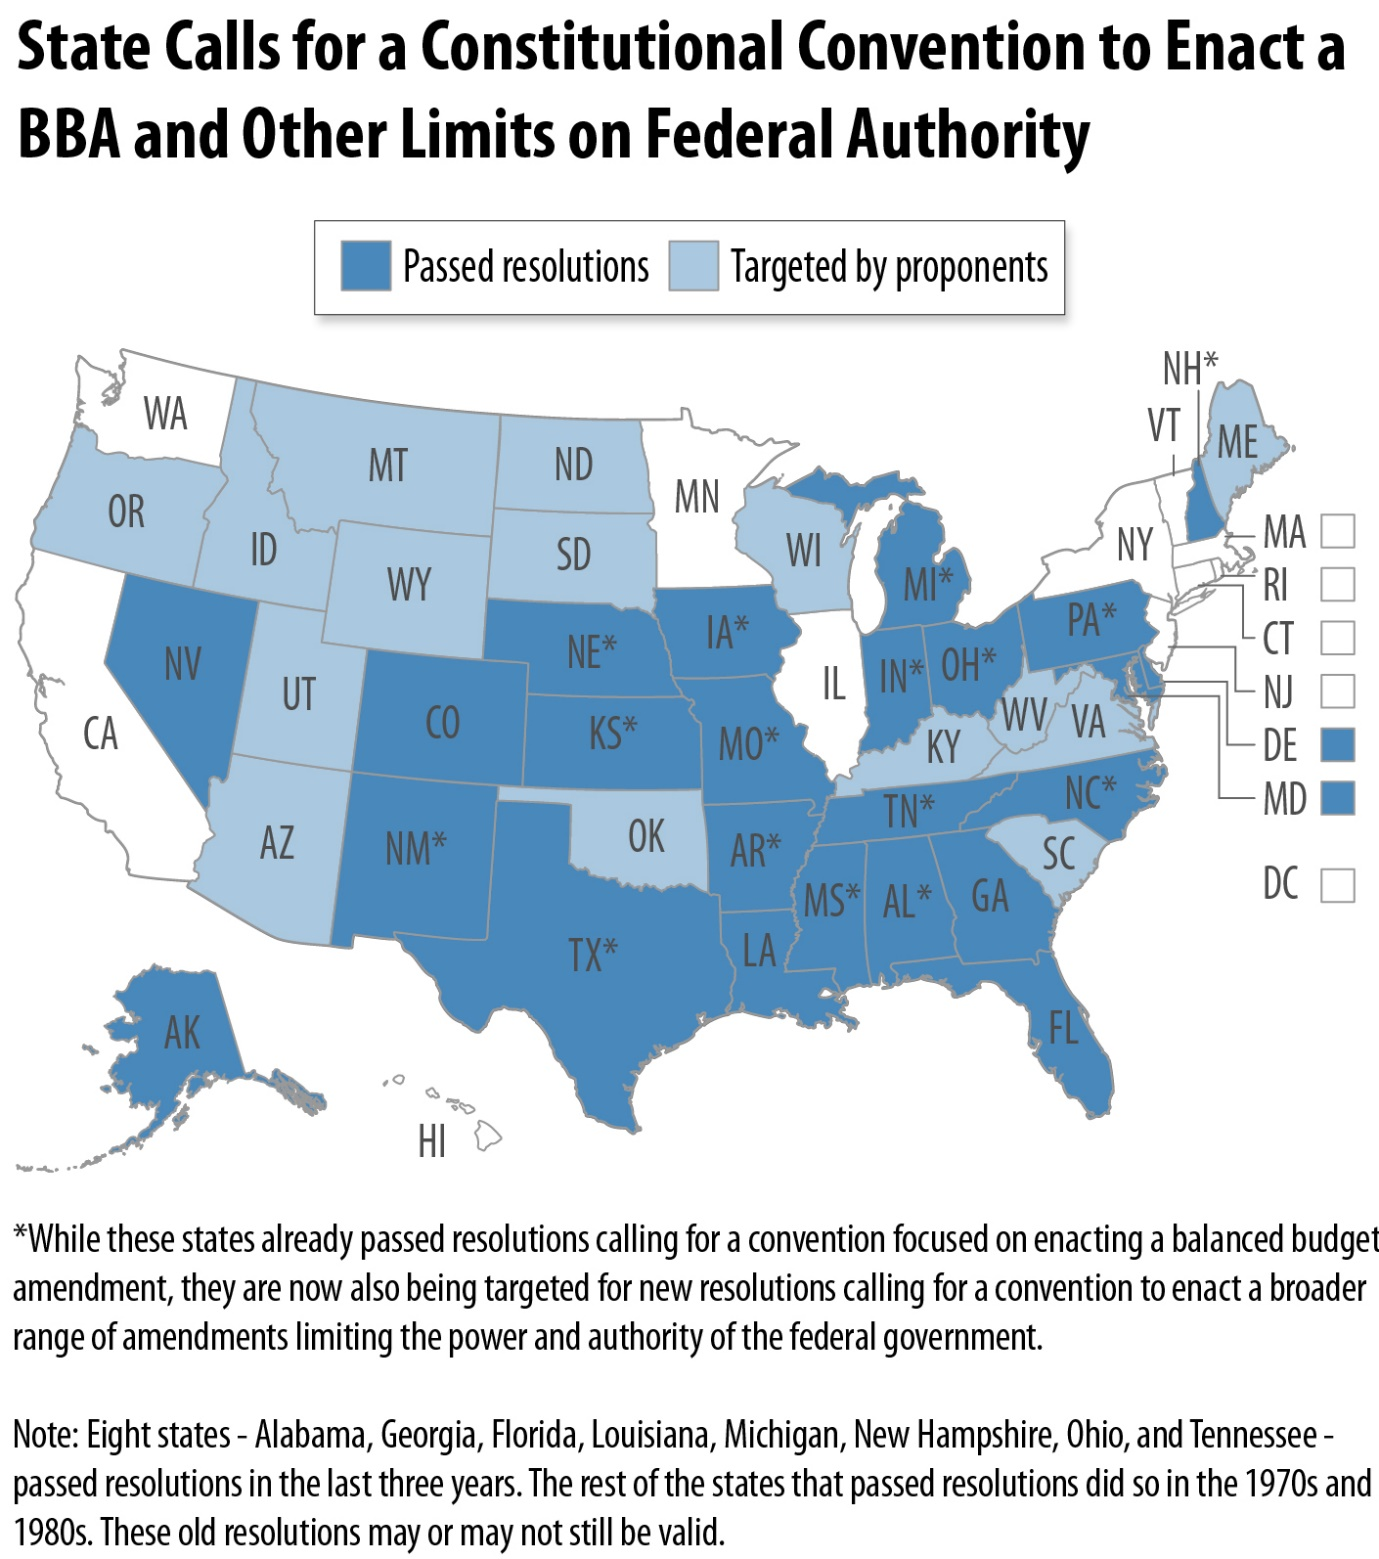 State Calls for a Constitutional Convention to Enact a
BBA and Other Limits on Federal Authority
Passed resolutions
Targeted by proponents
NH*
VT
ME
WA
MT
ND
MN
OR
ID
WY
SD
WI
MI*
NY
MA
RI
CT
NJ
DE
MD
DC
NV
UT
CO
NE*
IA*
IL
IN*
OH*
PA*
WV
VA
CA
KS*
MO*
KY
NC*
TN*
AZ
NM*
OK
AR*
SC
MS*
AL*
GA
TX*
LA
FL
AK
HI
*While these states already passed resolutions calling for a convention focused on enacting a balanced budget
amendment, they are now also being targeted for new resolutions calling for a convention to enact a broader
range of amendments limiting the power and authority of the federal government.
Note: Eight states - Alabama, Georgia, Florida, Louisiana, Michigan, New Hampshire, Ohio, and Tennessee -
passed resolutions in the last three years. The rest of the states that passed resolutions did so in the 1970s and
1980s. These old resolutions may or may not still be valid.